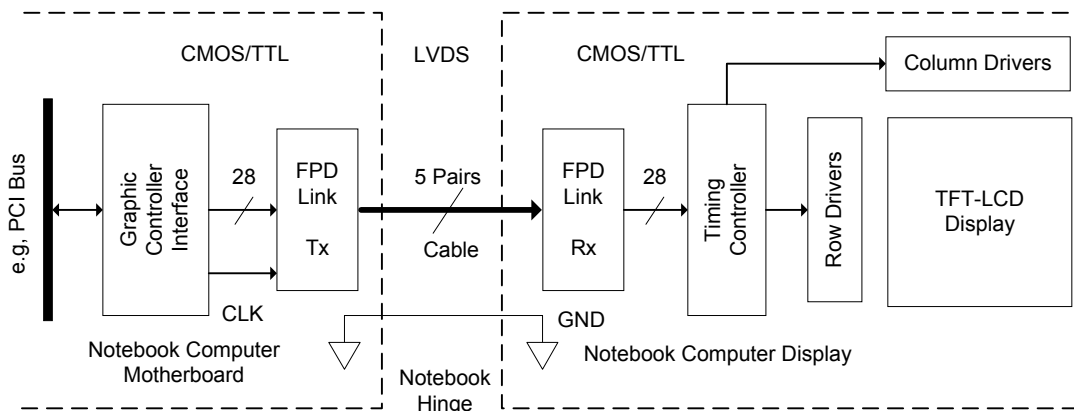 CMOS/TTL
LVDS
CMOS/TTL
Column Drivers
e.g, PCI Bus
Graphic
Controller
Interface
28
CLK
FPD
Link
Tx
5 Pairs
Cable
FPD
Link
Rx
28
Timing
Controller
Row Drivers
TFT-LCD
Display
GND
Notebook Computer
Motherboard
Notebook
Hinge
Notebook Computer Display